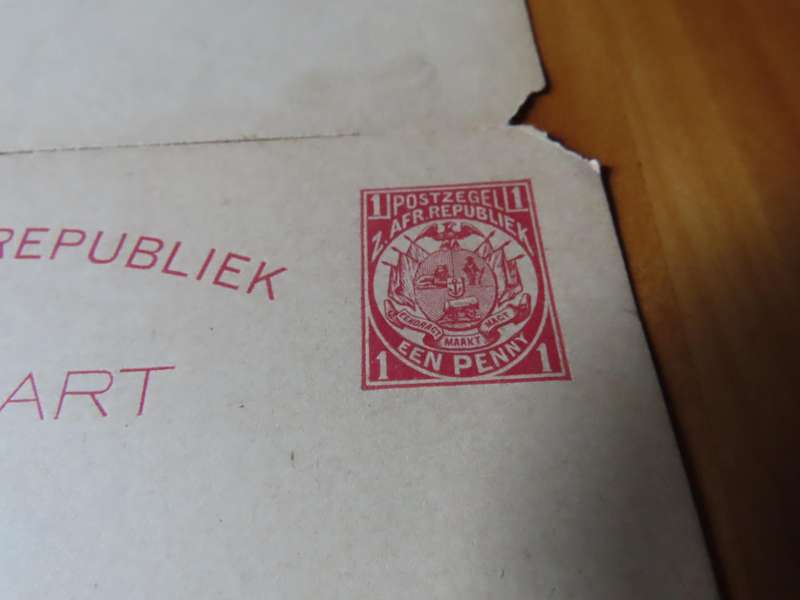 REPUBLIEK
ART
1 POSTZEGEL 1
Z. AFR. REPUBLIEK
EENDRAGT MAAKT MAGT
1 EEN PENNY 1